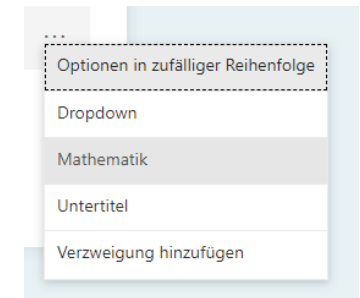 ...
Optionen in zufälliger Reihenfolge
Dropdown
Mathematik
Untertitel
Verzweigung hinzufügen